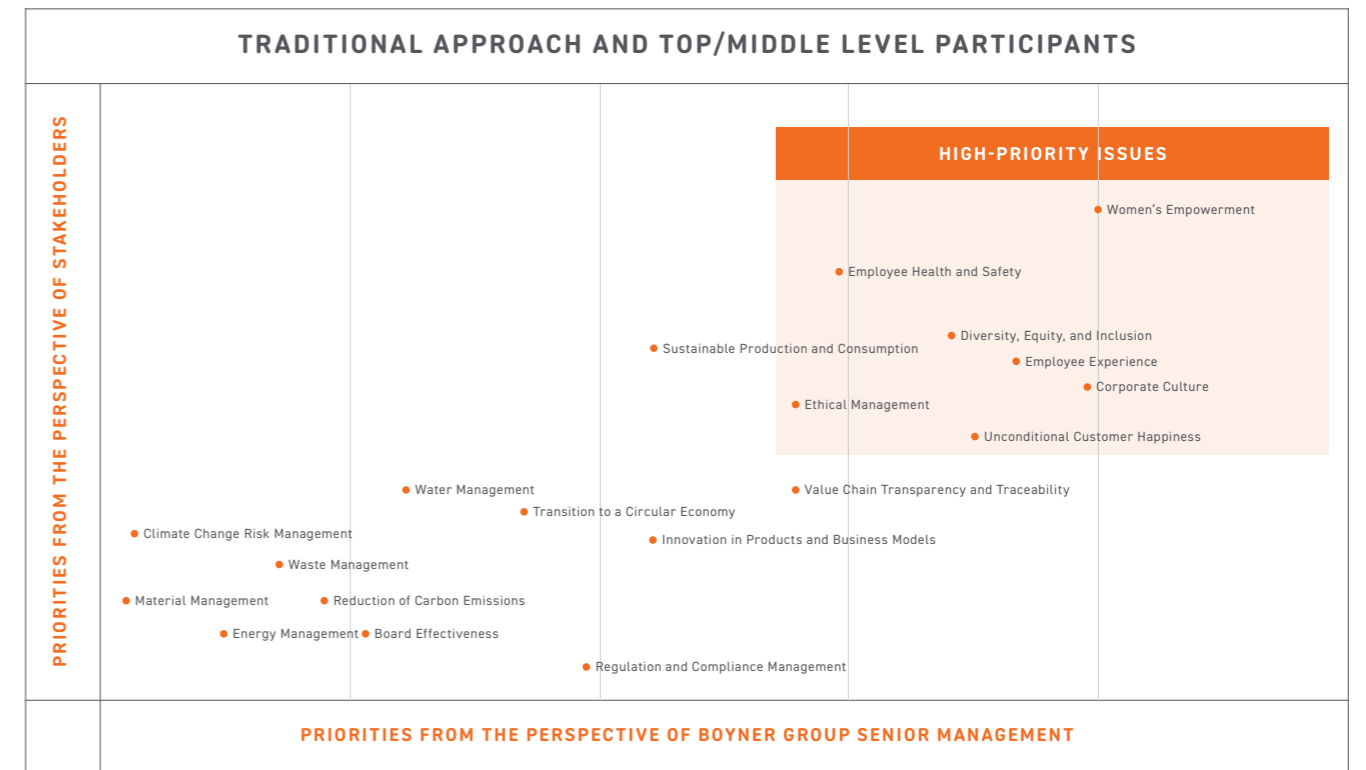 TRADITIONAL APPROACH AND TOP/MIDDLE LEVEL PARTICIPANTS
PRIORITIES FROM THE PERSPECTIVE OF STAKEHOLDERS
HIGH-PRIORITY ISSUES
Women's Empowerment
Employee Health and Safety
Diversity, Equity, and Inclusion
Sustainable Production and Consumption
Employee Experience
Corporate Culture
Ethical Management
Unconditional Customer Happiness
Water Management
Value Chain Transparency and Traceability
Transition to a Circular Economy
Climate Change Risk Management
Innovation in Products and Business Models
Waste Management
Material Management
Reduction of Carbon Emissions
Energy Management
Board Effectiveness
Regulation and Compliance Management
PRIORITIES FROM THE PERSPECTIVE OF BOYNER GROUP SENIOR MANAGEMENT